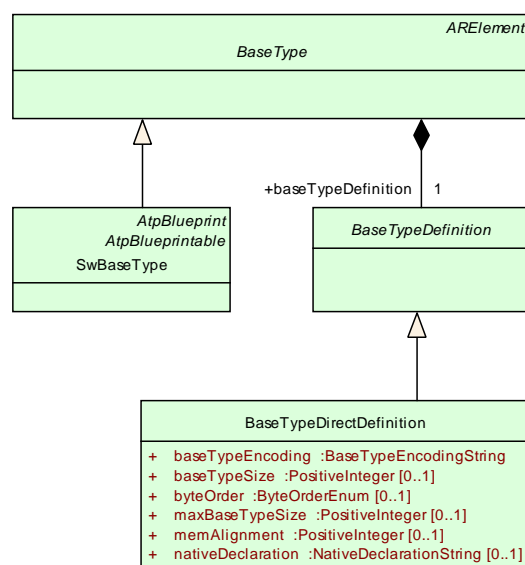 ARElement
BaseType
+baseTypeDefinition 1
AtpBlueprint
AtpBlueprintable
SwBaseType
BaseTypeDefinition
BaseTypeDirectDefinition
+ baseTypeEncoding :BaseTypeEncodingString
+ baseTypeSize :PositiveInteger [0..1]
+ byteOrder :ByteOrderEnum [0..1]
+ maxBaseTypeSize :PositiveInteger [0..1]
+ memAlignment :PositiveInteger [0..1]
+ nativeDeclaration :NativeDeclarationString [0..1]